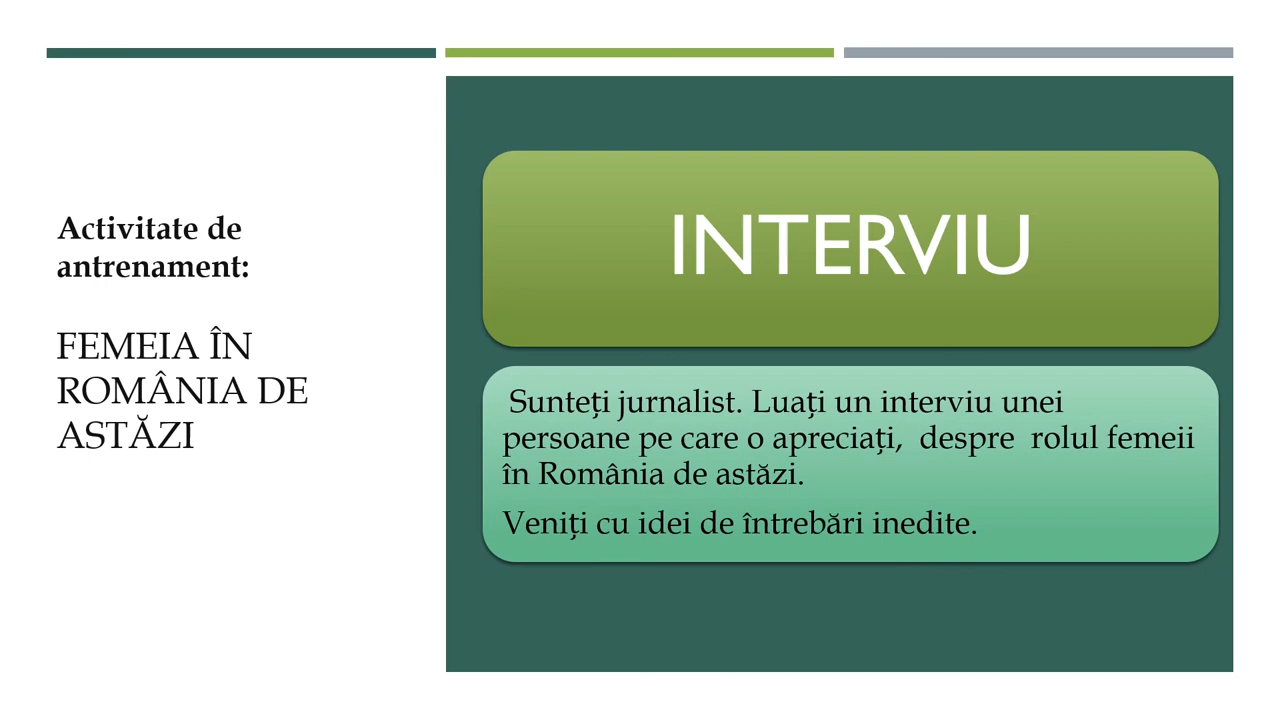 Activitate de
antrenament:
FEMEIA ÎN
ROMÂNIA DE
ASTĂZI
INTERVIU
Sunteți jurnalist. Luați un interviu unei
persoane pe care o apreciați, despre rolul femeii
în România de astăzi.
Veniți cu idei de întrebări inedite.